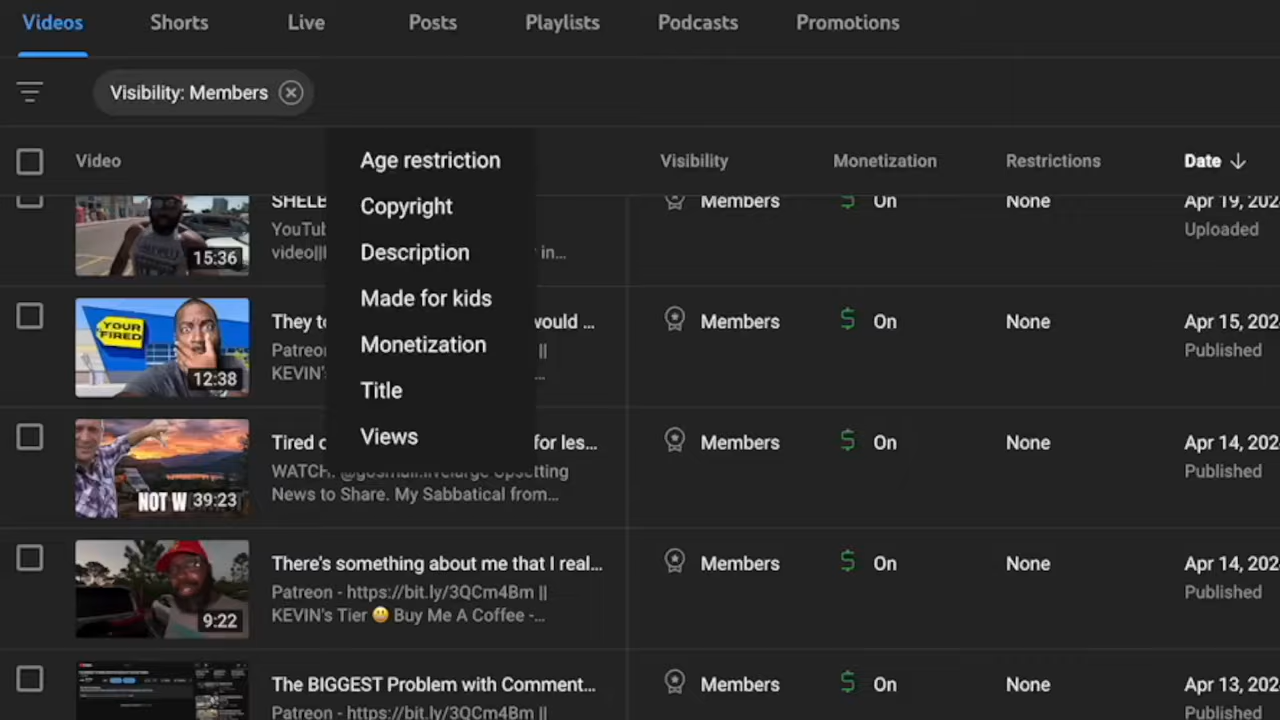 Videos Shorts Live Posts Playlists Podcasts Promotions
Visibility: Members
Video Visibility Monetization Restrictions Date
Age restriction
Copyright
Description
Made for kids
Monetization
Title
Views
15:36
SHELB
YouTub
video||
in...
Members On None Apr 19, 202
Uploaded
YOUR
FIRED
12:38
They to would ...
Patreon ||
KEVIN's ...
Members On None Apr 15, 202
Published
NOT W 39:23
Tired for les...
WATCH: @gosmall.livelarge Upsetting
News to Share. My Sabbatical from...
Members On None Apr 14, 202
Published
9:22
There's something about me that I real...
Patreon - https://bit.ly/3QCm4Bm ||
KEVIN's Tier 😃 Buy Me A Coffee -...
Members On None Apr 14, 202
Published
The BIGGEST Problem with Comment...
Patreon - https://bit.ly/3QCm4Bm ||
Members On None Apr 13, 202
Published